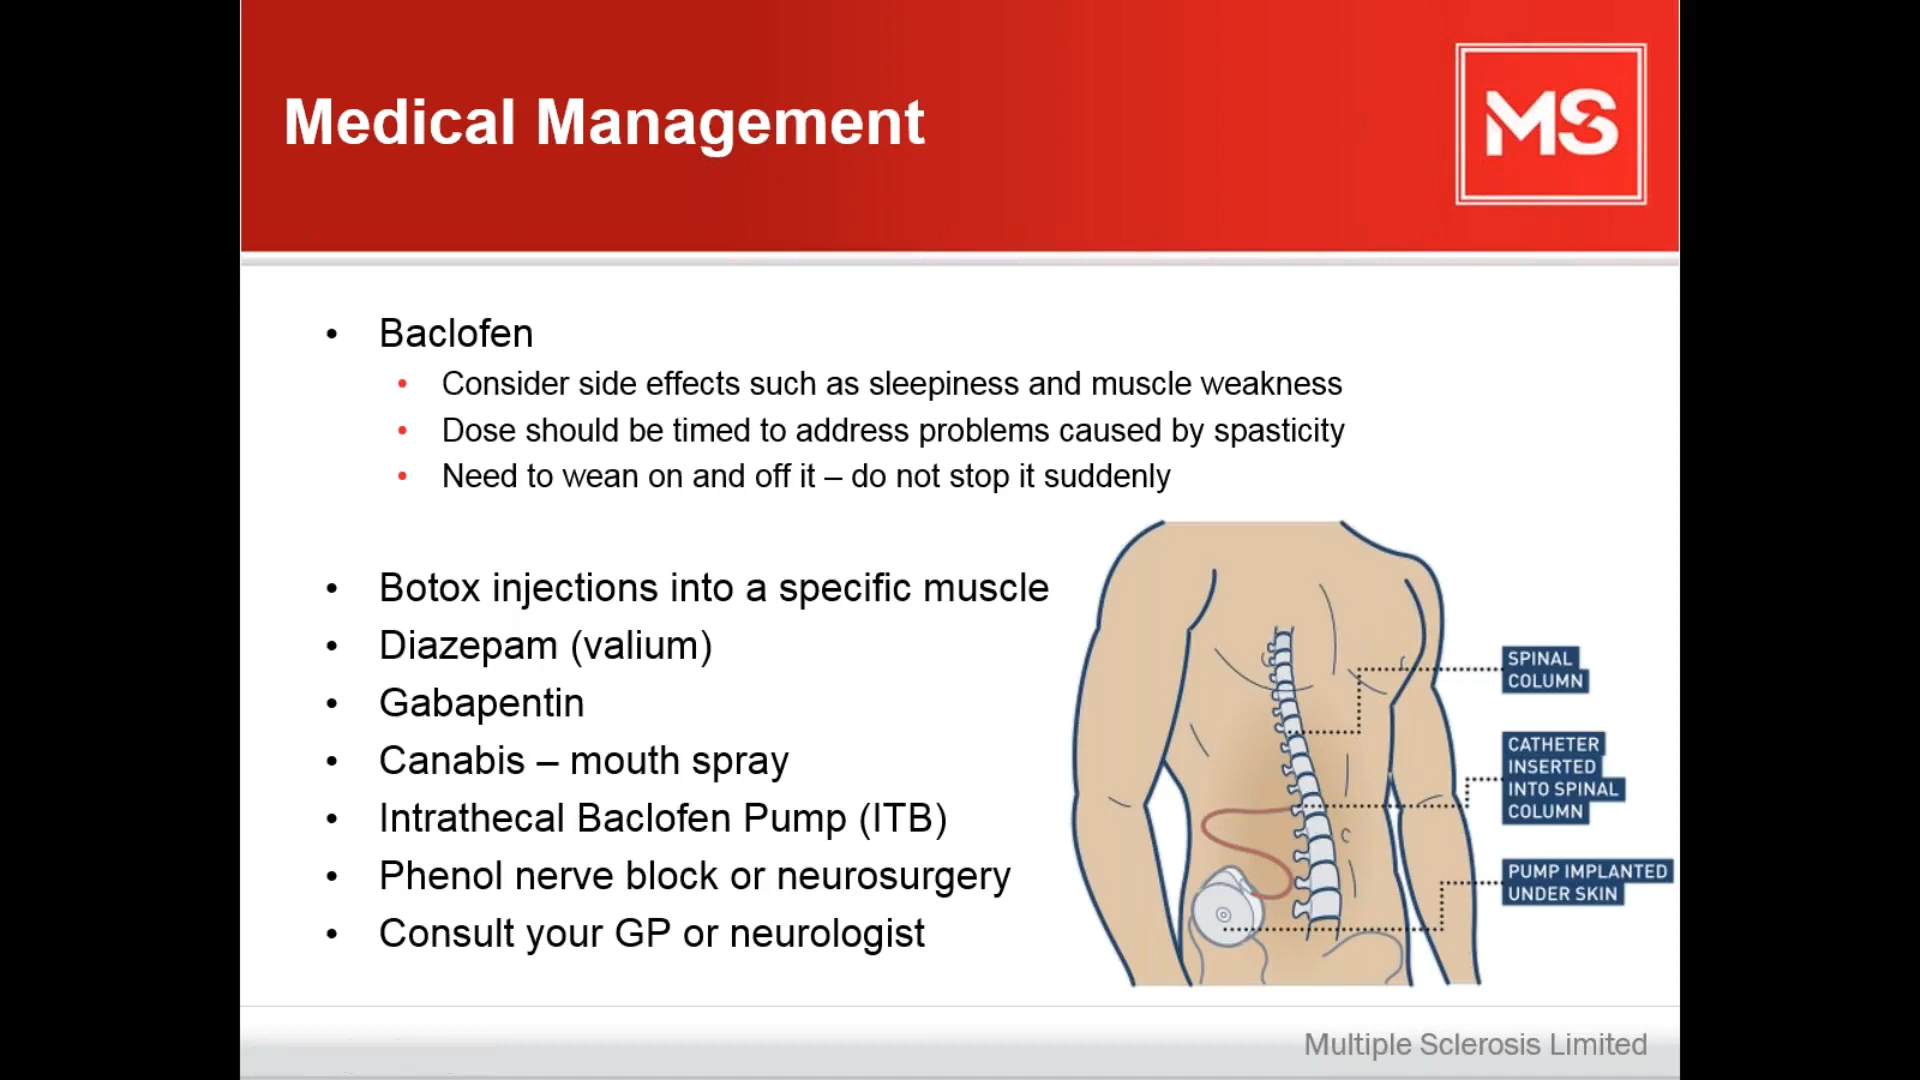 Medical Management
MS
• Baclofen
• Consider side effects such as sleepiness and muscle weakness
• Dose should be timed to address problems caused by spasticity
• Need to wean on and off it – do not stop it suddenly
• Botox injections into a specific muscle
• Diazepam (valium)
• Gabapentin
• Canabis – mouth spray
• Intrathecal Baclofen Pump (ITB)
• Phenol nerve block or neurosurgery
• Consult your GP or neurologist
SPINAL
COLUMN
CATHETER
INSERTED
INTO SPINAL
COLUMN
PUMP IMPLANTED
UNDER SKIN
Multiple Sclerosis Limited